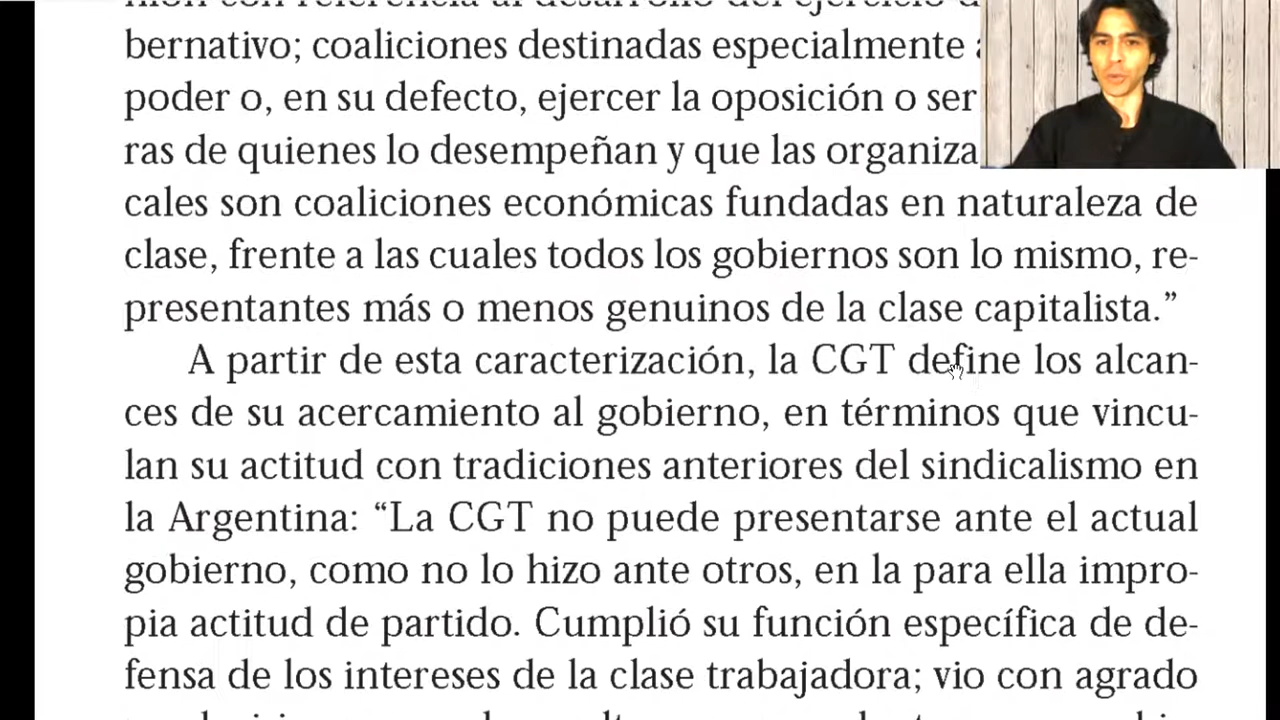 bernativo; coaliciones destinadas especialmente
poder o, en su defecto, ejercer la oposición o ser
ras de quienes lo desempeñan y que las organiza
cales son coaliciones económicas fundadas en naturaleza de
clase, frente a las cuales todos los gobiernos son lo mismo, re-
presentantes más o menos genuinos de la clase capitalista.”
A partir de esta caracterización, la CGT define los alcan-
ces de su acercamiento al gobierno, en términos que vincu-
lan su actitud con tradiciones anteriores del sindicalismo en
la Argentina: “La CGT no puede presentarse ante el actual
gobierno, como no lo hizo ante otros, en la para ella impro-
pia actitud de partido. Cumplió su función específica de de-
fensa de los intereses de la clase trabajadora; vio con agrado